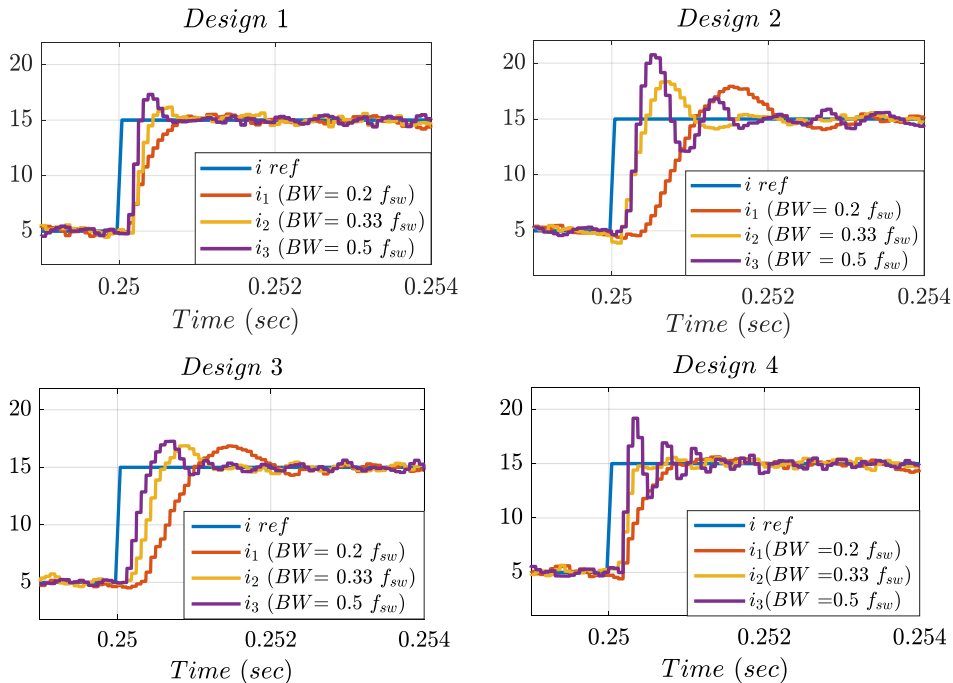 Design 1
20
15
5
i ref
i₁ (BW= 0.2 fsw)
i₂ (BW= 0.33 fsw)
i₃ (BW= 0.5 fsw)
0.25
0.252
0.254
Time (sec)
Design 2
20
15
10
5
i ref
i₁ (BW= 0.2 fsw)
i₂ (BW = 0.33 fsw)
i₃ (BW = 0.5 fsw)
0.25
0.252
0.254
Time (sec)
Design 3
20
15
10
5
i ref
i₁ (BW= 0.2 fsw)
i₂ (BW= 0.33 fsw)
i₃ (BW= 0.5 fsw)
0.25
0.252
0.254
Time (sec)
Design 4
20
15
10
5
i ref
i₁(BW =0.2 fsw)
i₂(BW =0.33 fsw)
i₃(BW =0.5 fsw)
0.25
0.252
0.254
Time (sec)